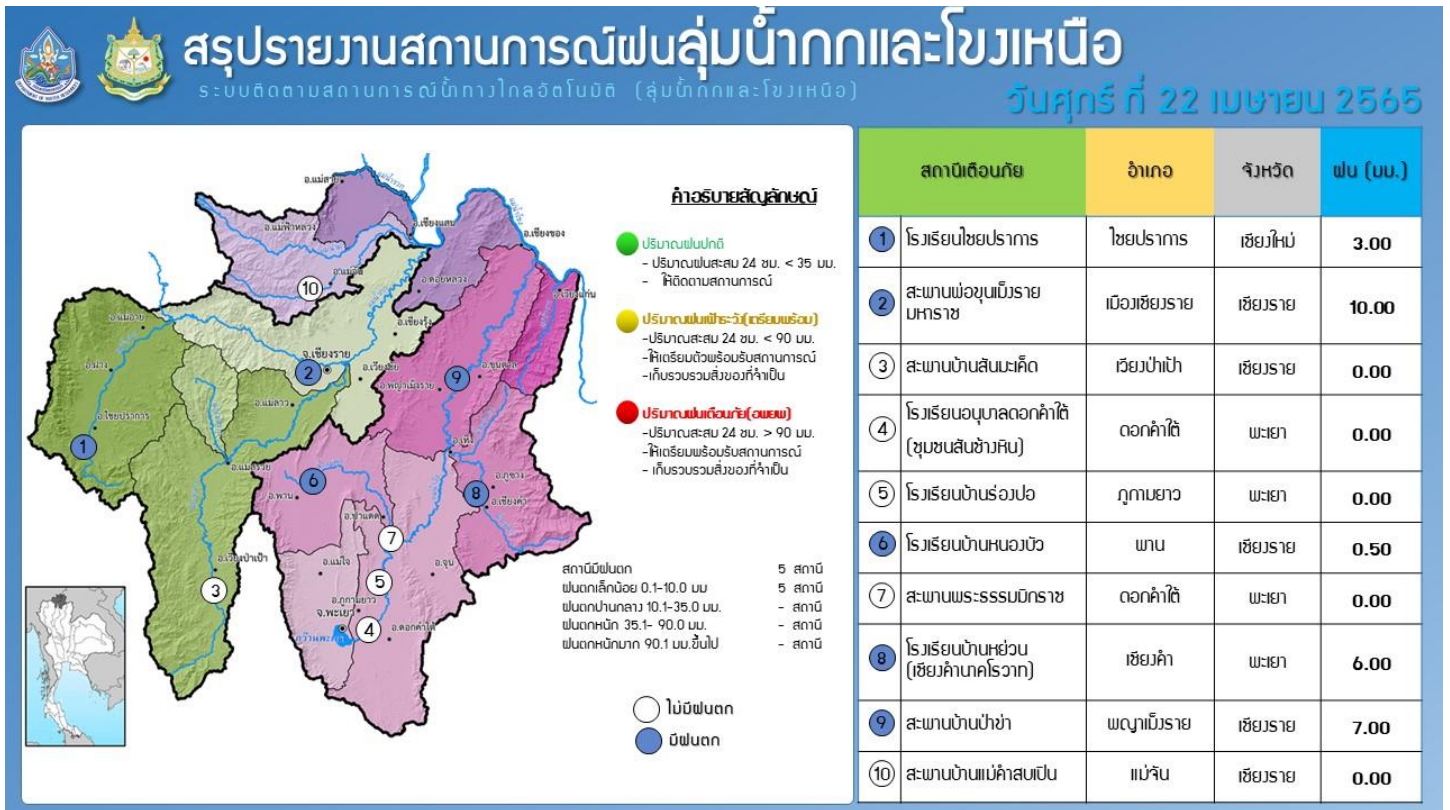 สรุปรายงานสถานการณ์ฝนลุ่มน้ำกกและโขงเหนือ
ระบบติดตามสถานการณ์น้ำทางไกลอัตโนมัติ (ลุ่มน้ำกกและโขงเหนือ)
วันศุกร์ ที่ 22 เมษายน 2565
อ.แม่สาย
อ.เชียงแสน
อ.แม่ฟ้าหลวง
อ.เชียงของ
อ.แม่จัน
10
อ.ดอยหลวง
อ.เวียงแก่น
อ.แม่อาย
อ.เชียงรุ้ง
จ.เชียงราย
2
อ.ฝาง
อ.เวียงชัย
9
อ.ขุนตาล
อ.พญาเม็งราย
อ.แม่ลาว
อ.ไชยปราการ
1
อ.เทิง
อ.แม่สรวย
6
อ.ภูซาง
อ.พาน
8
อ.เชียงคำ
อ.ป่าแดด
7
อ.เวียงป่าเป้า
อ.แม่ใจ
อ.จุน
5
3
อ.ภูกามยาว
จ.พะเยา
4
อ.ดอกคำใต้
กว๊านพะเยา
คำอธิบายสัญลักษณ์
ปริมาณฝนปกติ
- ปริมาณฝนสะสม 24 ชม. < 35 มม.
- ให้ติดตามสถานการณ์
ปริมาณฝนเฝ้าระวัง(เตรียมพร้อม)
-ปริมาณสะสม 24 ชม. < 90 มม.
-ให้เตรียมตัวพร้อมรับสถานการณ์
-เก็บรวบรวมสิ่งของที่จำเป็น
ปริมาณฝนเตือนภัย(อพยพ)
-ปริมาณสะสม 24 ชม. > 90 มม.
-ให้เตรียมพร้อมรับสถานการณ์
- เก็บรวบรวมสิ่งของที่จำเป็น
สถานีมีฝนตก 5 สถานี
ฝนตกเล็กน้อย 0.1-10.0 มม 5 สถานี
ฝนตกปานกลาง 10.1-35.0 มม. - สถานี
ฝนตกหนัก 35.1- 90.0 มม. - สถานี
ฝนตกหนักมาก 90.1 มม.ขึ้นไป - สถานี
ไม่มีฝนตก
มีฝนตก
สถานีเตือนภัย อำเภอ จังหวัด ฝน (มม.)
1 โรงเรียนไชยปราการ ไชยปราการ เชียงใหม่ 3.00
2 สะพานพ่อขุนเม็งราย
มหาราช เมืองเชียงราย เชียงราย 10.00
3 สะพานบ้านสันมะเค็ด เวียงป่าเป้า เชียงราย 0.00
4 โรงเรียนอนุบาลดอกคำใต้
(ชุมชนสันช้างหิน) ดอกคำใต้ พะเยา 0.00
5 โรงเรียนบ้านร่องปอ ภูกามยาว พะเยา 0.00
6 โรงเรียนบ้านหนองบัว พาน เชียงราย 0.50
7 สะพานพระธรรมมิกราช ดอกคำใต้ พะเยา 0.00
8 โรงเรียนบ้านหย่วน
(เชียงคำนาคโรวาท) เชียงคำ พะเยา 6.00
9 สะพานบ้านป่าข่า พญาเม็งราย เชียงราย 7.00
10 สะพานบ้านแม่คำสบเปิน แม่จัน เชียงราย 0.00